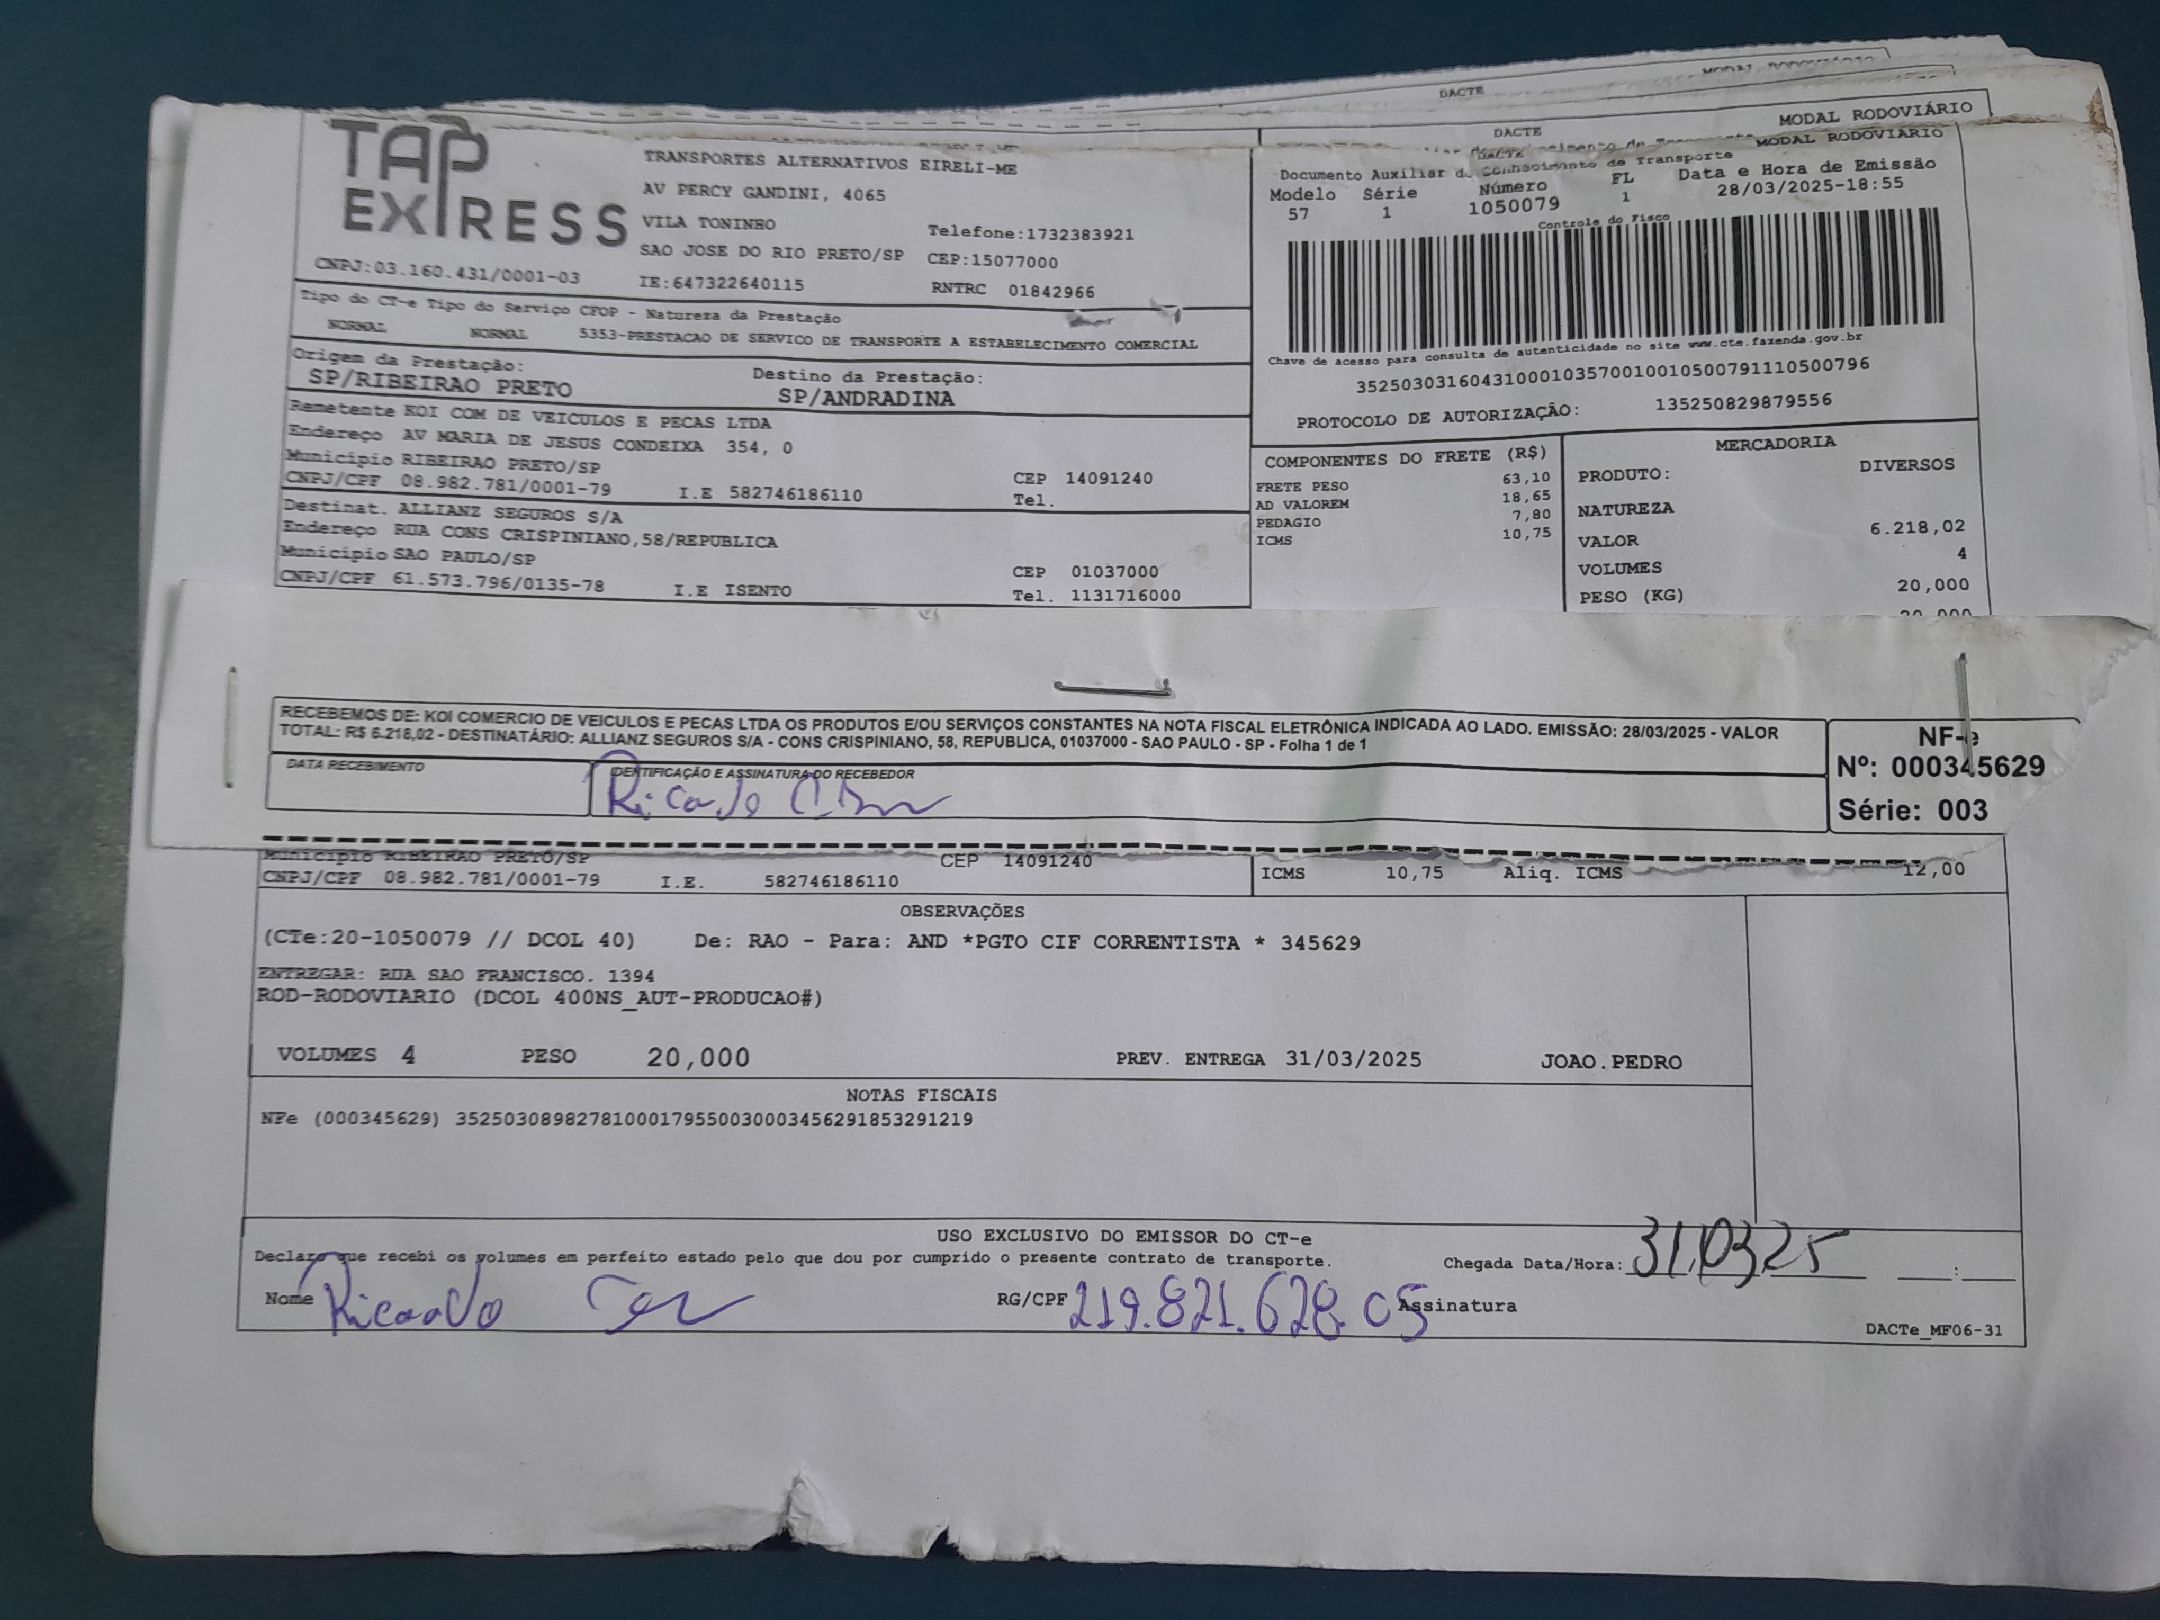 DACTE
MODAL RODOVIÁRIO
DACTE
MODAL RODOVIÁRIO
TAP EXPRESS
TRANSPORTES ALTERNATIVOS EIRELI-ME
AV PERCY GANDINI, 4065
VILA TONINHO
Telefone:1732383921
SAO JOSE DO RIO PRETO/SP CEP:15077000
CNPJ:03.160.431/0001-03 IE:647322640115 RNTRC 01842966
Documento Auxiliar de Conhecimento de Transporte
Modelo Série Número FL Data e Hora de Emissão
57 1 1050079 1 28/03/2025-18:55
Controle do Fisco
Chave de acesso para consulta de autenticidade no site www.cte.fazenda.gov.br
35250303160431000103570010010500791110500796
PROTOCOLO DE AUTORIZAÇÃO: 135250829879556
Tipo do CT-e Tipo do Serviço CFOP - Natureza da Prestação
NORMAL NORMAL 5353-PRESTACAO DE SERVICO DE TRANSPORTE A ESTABELECIMENTO COMERCIAL
Origem da Prestação: Destino da Prestação:
SP/RIBEIRAO PRETO SP/ANDRADINA
Remetente KOI COM DE VEICULOS E PECAS LTDA
Endereço AV MARIA DE JESUS CONDEIXA 354, 0
Município RIBEIRAO PRETO/SP CEP 14091240
CNPJ/CPF 08.982.781/0001-79 I.E 582746186110 Tel.
Destinat. ALLIANZ SEGUROS S/A
Endereço RUA CONS CRISPINIANO,58/REPUBLICA
Município SAO PAULO/SP CEP 01037000
CNPJ/CPF 61.573.796/0135-78 I.E ISENTO Tel. 1131716000
COMPONENTES DO FRETE (R$)
FRETE PESO 63,10
AD VALOREM 18,65
PEDAGIO 7,80
ICMS 10,75
MERCADORIA
PRODUTO: DIVERSOS
NATUREZA
VALOR 6.218,02
VOLUMES 4
PESO (KG) 20,000
20,000
RECEBEMOS DE: KOI COMERCIO DE VEICULOS E PECAS LTDA OS PRODUTOS E/OU SERVIÇOS CONSTANTES NA NOTA FISCAL ELETRÔNICA INDICADA AO LADO. EMISSÃO: 28/03/2025 - VALOR
TOTAL: R$ 6.218,02 - DESTINATÁRIO: ALLIANZ SEGUROS S/A - CONS CRISPINIANO, 58, REPUBLICA, 01037000 - SAO PAULO - SP - Folha 1 de 1
DATA RECEBIMENTO IDENTIFICAÇÃO E ASSINATURA DO RECEBEDOR
Ricardo
NF-e
Nº: 000345629
Série: 003
Município RIBEIRAO PRETO/SP CEP 14091240
CNPJ/CPF 08.982.781/0001-79 I.E. 582746186110
ICMS 10,75 Aliq. ICMS 12,00
OBSERVAÇÕES
(CTe:20-1050079 // DCOL 40) De: RAO - Para: AND *PGTO CIF CORRENTISTA * 345629
ENTREGAR: RUA SAO FRANCISCO. 1394
ROD-RODOVIARIO (DCOL 400NS_AUT-PRODUCAO#)
VOLUMES 4 PESO 20,000 PREV. ENTREGA 31/03/2025 JOAO.PEDRO
NOTAS FISCAIS
NFe (000345629) 35250308982781000179550030003456291853291219
USO EXCLUSIVO DO EMISSOR DO CT-e
Declaro que recebi os volumes em perfeito estado pelo que dou por cumprido o presente contrato de transporte. Chegada Data/Hora: 31/03/25 :
Nome Ricardo RG/CPF 219.821.628.05 Assinatura
DACTe_MF06-31